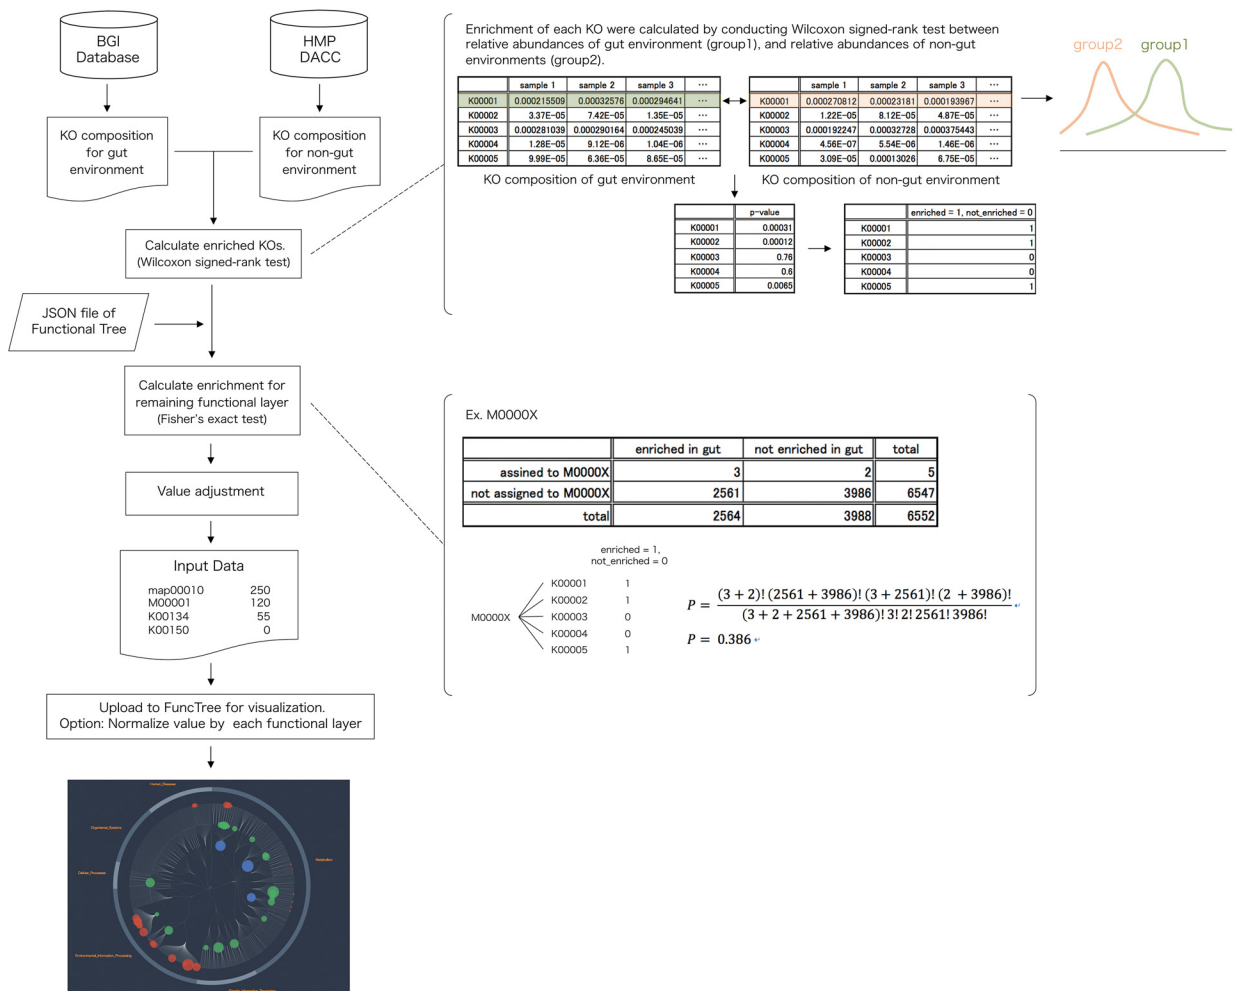 BGI
Database
HMP
DACC
KO composition
for gut
environment
KO composition
for non-gut
environment
Calculate enriched KOs.
(Wilcoxon signed-rank test)
JSON file of
Functional Tree
Calculate enrichment for
remaining functional layer
(Fisher's exact test)
Value adjustment
Input Data
map00010 250
M00001 120
K00134 55
K00150 0
Upload to FuncTree for visualization.
Option: Normalize value by each functional layer
Human_Diseases
Organismal_Systems
Metabolism
Cellular_Processes
Environmental_Information_Processing
Genetic_Information_Processing
Enrichment of each KO were calculated by conducting Wilcoxon signed-rank test between
relative abundances of gut environment (group1), and relative abundances of non-gut
environments (group2).
sample 1 sample 2 sample 3 ...
K00001 0.000215509 0.00032576 0.000294641 ...
K00002 3.37E-05 7.42E-05 1.35E-05 ...
K00003 0.000281039 0.000290164 0.000245039 ...
K00004 1.28E-05 9.12E-06 1.04E-06 ...
K00005 9.99E-05 6.36E-05 8.65E-05 ...
KO composition of gut environment
sample 1 sample 2 sample 3 ...
K00001 0.000270812 0.00023181 0.000193967 ...
K00002 1.22E-05 8.12E-05 4.87E-05 ...
K00003 0.000192247 0.00032728 0.000375443 ...
K00004 4.56E-07 5.54E-06 1.46E-06 ...
K00005 3.09E-05 0.00013026 6.75E-05 ...
KO composition of non-gut environment
group2 group1
p-value
K00001 0.00031
K00002 0.00012
K00003 0.76
K00004 0.6
K00005 0.0065
enriched = 1, not_enriched = 0
K00001 1
K00002 1
K00003 0
K00004 0
K00005 1
Ex. M0000X
enriched in gut not enriched in gut total
assined to M0000X 3 2 5
not assigned to M0000X 2561 3986 6547
total 2564 3988 6552
enriched = 1,
not_enriched = 0
M0000X
K00001 1
K00002 1
K00003 0
K00004 0
K00005 1
P = (3 + 2)! (2561 + 3986)! (3 + 2561)! (2 + 3986)!
(3 + 2 + 2561 + 3986)! 3! 2! 2561! 3986!
P = 0.386